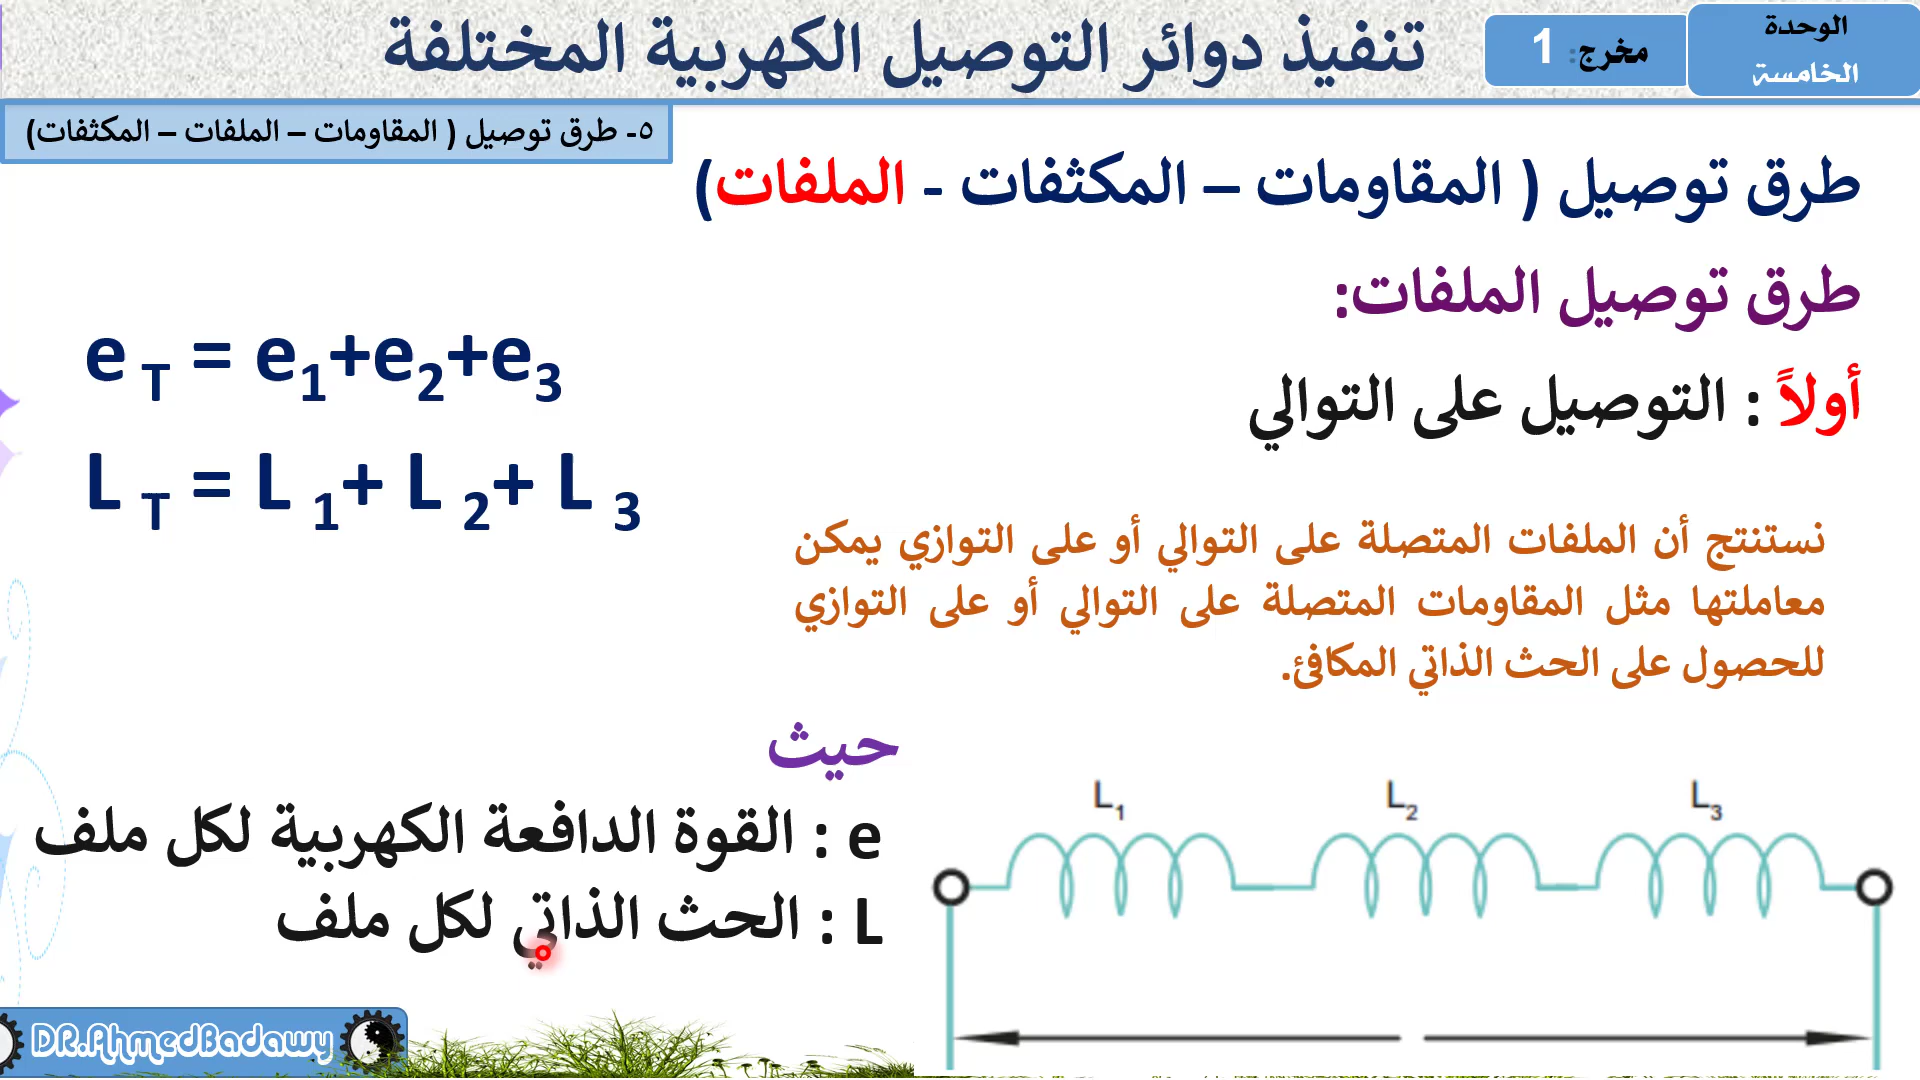 الوحدة
الخامسة
مخرج: 1
تنفيذ دوائر التوصيل الكهربية المختلفة
٥- طرق توصيل ( المقاومات – الملفات – المكثفات)
طرق توصيل ( المقاومات – المكثفات - الملفات)
طرق توصيل الملفات:
أولاً : التوصيل على التوالي
e T = e1+e2+e3
L T = L 1+ L 2+ L 3
نستنتج أن الملفات المتصلة على التوالي أو على التوازي يمكن
معاملتها مثل المقاومات المتصلة على التوالي أو على التوازي
للحصول على الحث الذاتي المكافئ.
حيث
e : القوة الدافعة الكهربية لكل ملف
L : الحث الذاتي لكل ملف
L1 L2 L3
DR.AhmedBadawy